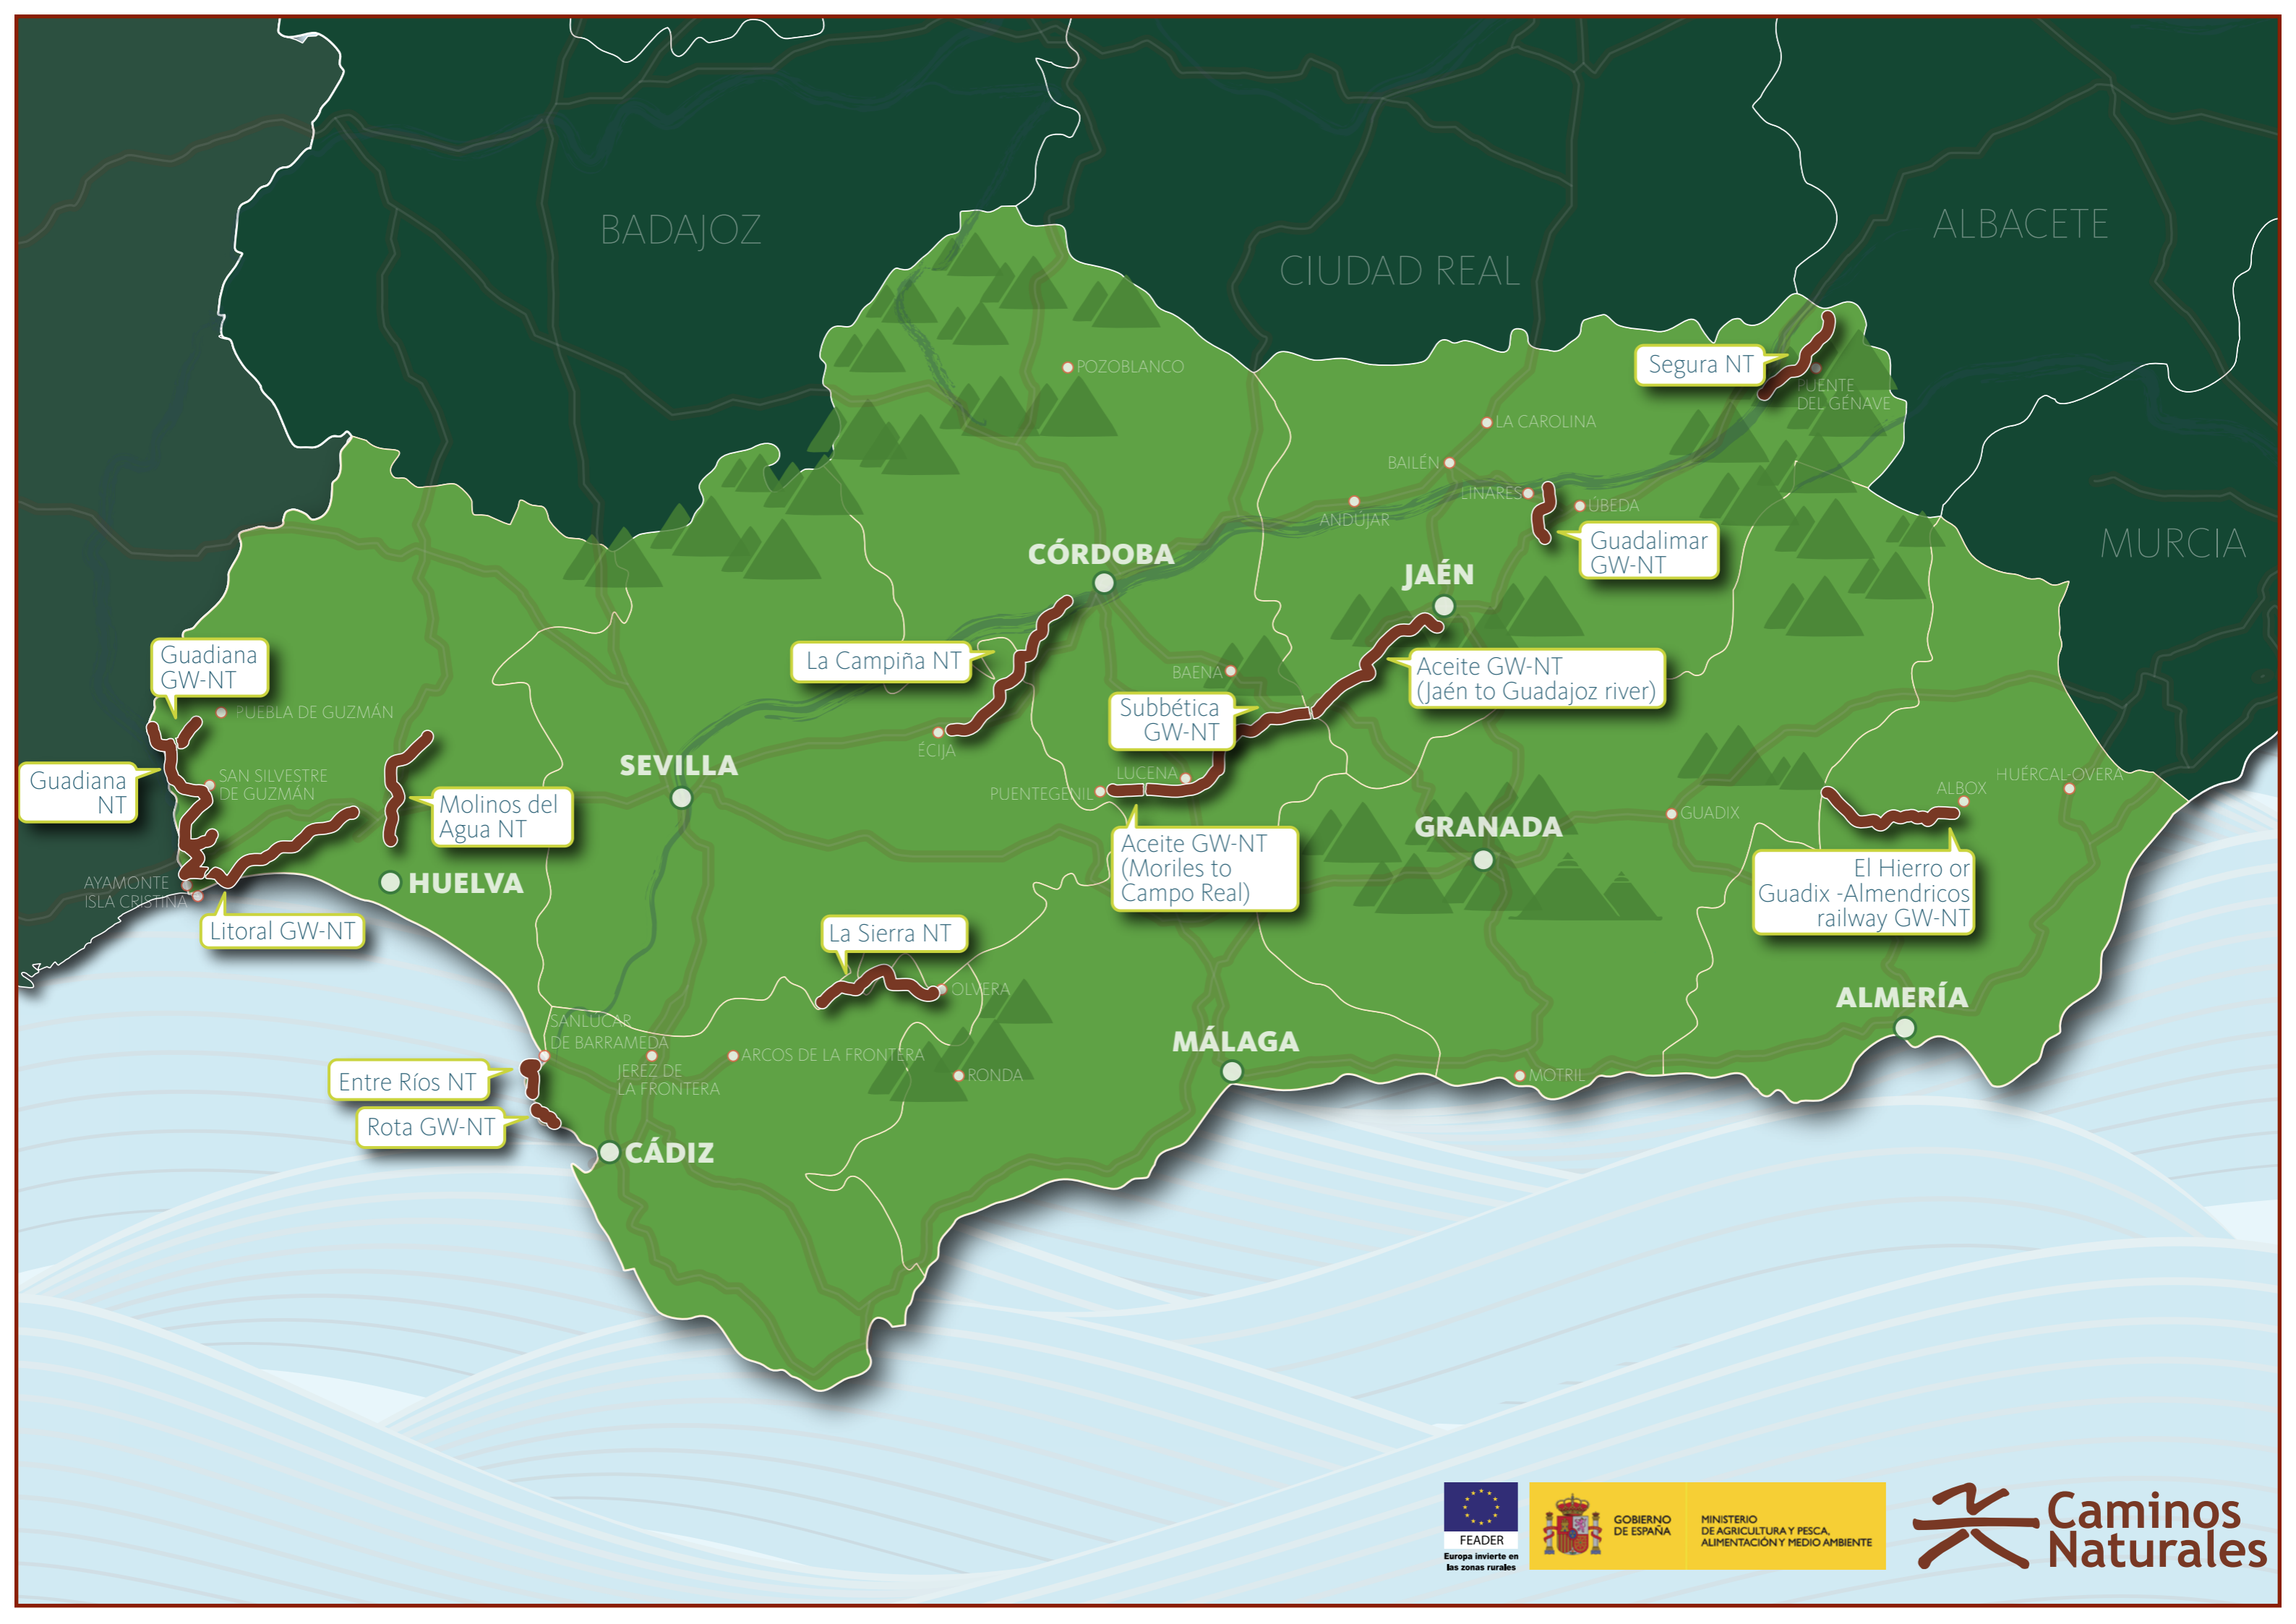 BADAJOZ
CIUDAD REAL
ALBACETE
MURCIA
POZOBLANCO
Segura NT
PUENTE
DEL GÉNAVE
LA CAROLINA
BAILÉN
LINARES
ÚBEDA
ANDÚJAR
Guadalimar
GW-NT
CÓRDOBA
JAÉN
La Campiña NT
BAENA
Aceite GW-NT
(Jaén to Guadajoz river)
Subbética
GW-NT
ÉCIJA
Guadiana
GW-NT
PUEBLA DE GUZMÁN
Guadiana
NT
SAN SILVESTRE
DE GUZMÁN
Molinos del
Agua NT
SEVILLA
LUCENA
PUENTEGENIL
Aceite GW-NT
(Moriles to
Campo Real)
GRANADA
GUADIX
HUÉRCAL-OVERA
ALBOX
El Hierro or
Guadix -Almendricos
railway GW-NT
AYAMONTE
ISLA CRISTINA
HUELVA
Litoral GW-NT
La Sierra NT
OLVERA
ALMERÍA
SANLÚCAR
DE BARRAMEDA
JEREZ DE
LA FRONTERA
ARCOS DE LA FRONTERA
RONDA
MÁLAGA
MOTRIL
Entre Ríos NT
Rota GW-NT
CÁDIZ
FEADER
Europa invierte en
las zonas rurales
GOBIERNO
DE ESPAÑA
MINISTERIO
DE AGRICULTURA Y PESCA,
ALIMENTACIÓN Y MEDIO AMBIENTE
Caminos
Naturales